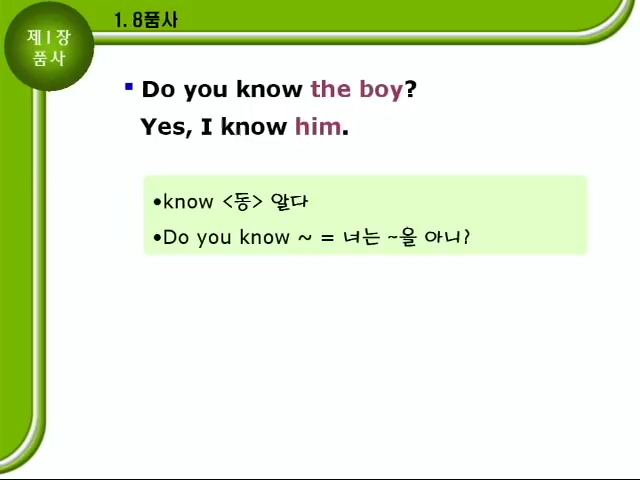 1. 8품사
제 1 장
품사
Do you know the boy?
Yes, I know him.
•know <동> 알다
•Do you know ~ = 너는 ~을 아니?